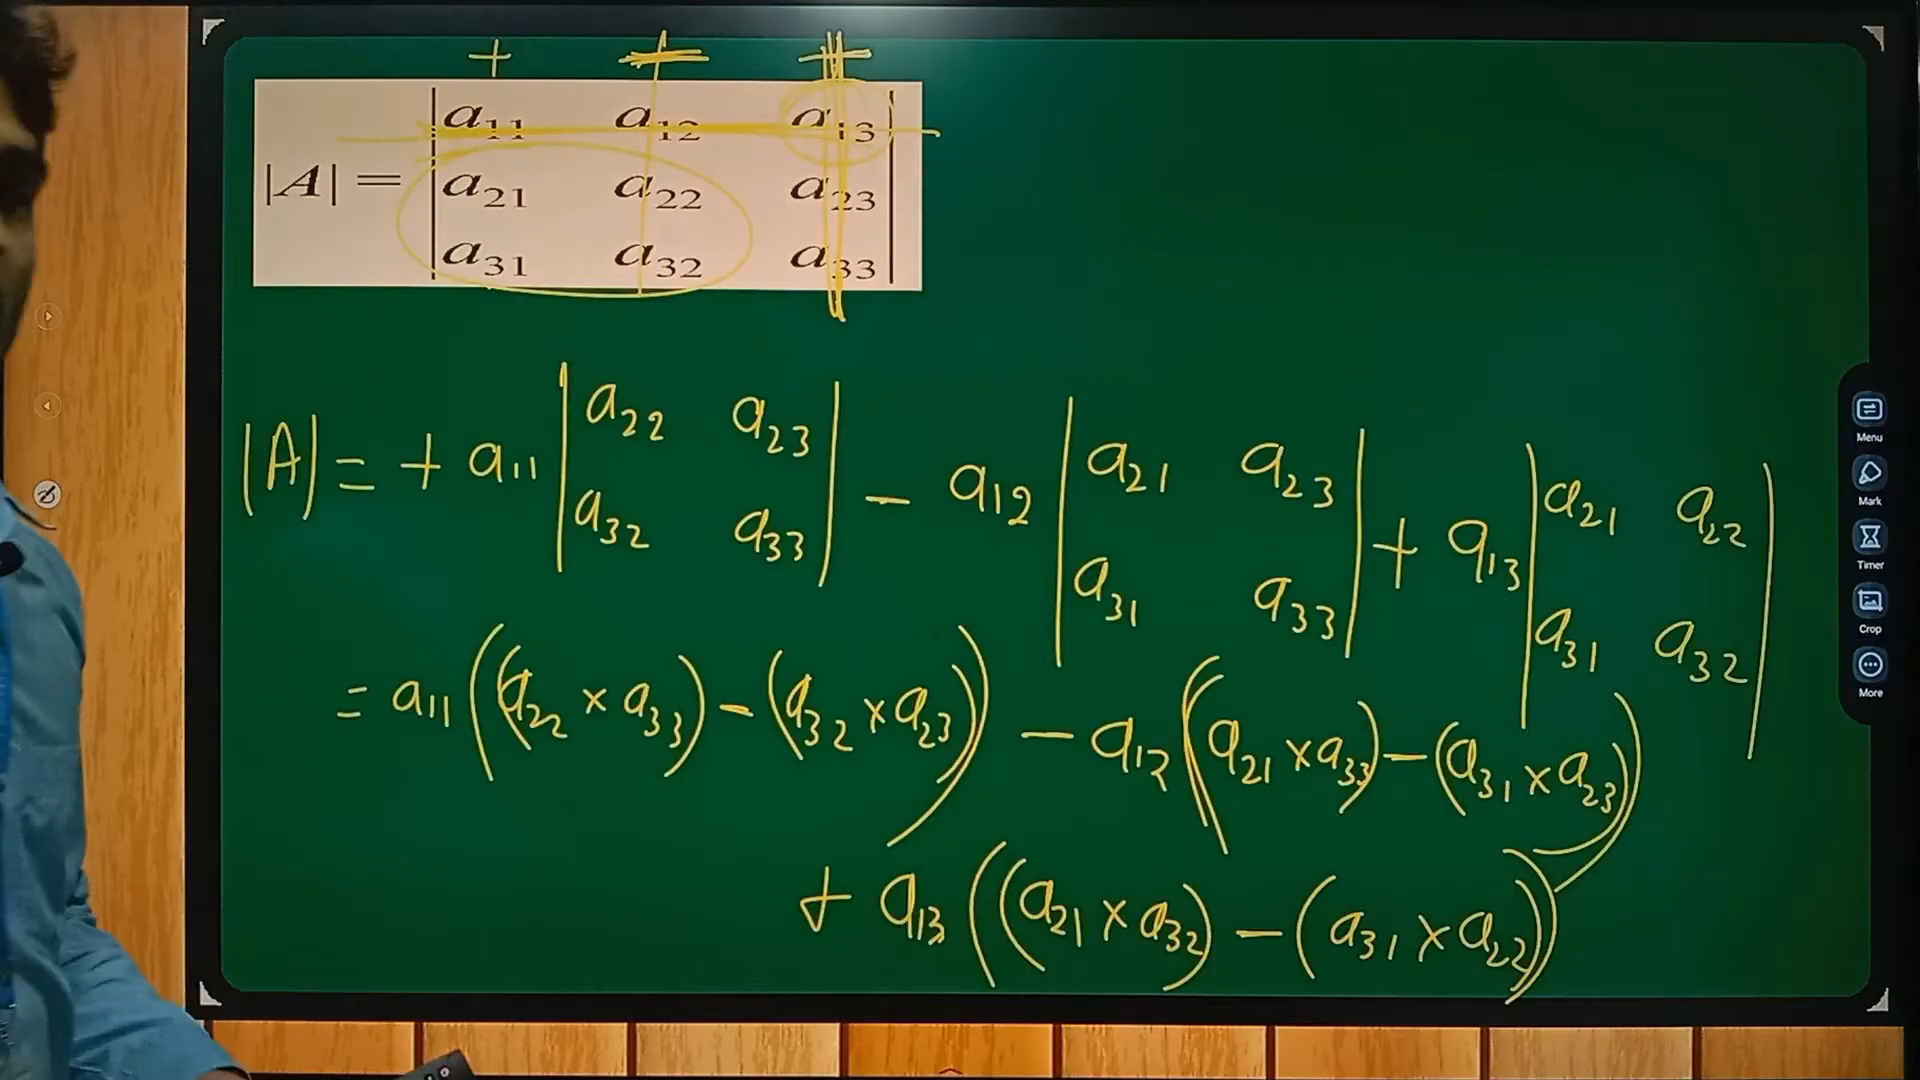 + − +
a11 a12 a13
|A| = a21 a22 a23
a31 a32 a33
|A| = + a11 |a22 a23| − a12 |a21 a23| + a13 |a21 a22|
|a32 a33| |a31 a33| |a31 a32|
= a11 ((a22 × a33) − (a32 × a23)) − a12 ((a21 × a33) − (a31 × a23))
+ a13 ((a21 × a32) − (a31 × a22))
Menu
Mark
Timer
Crop
More